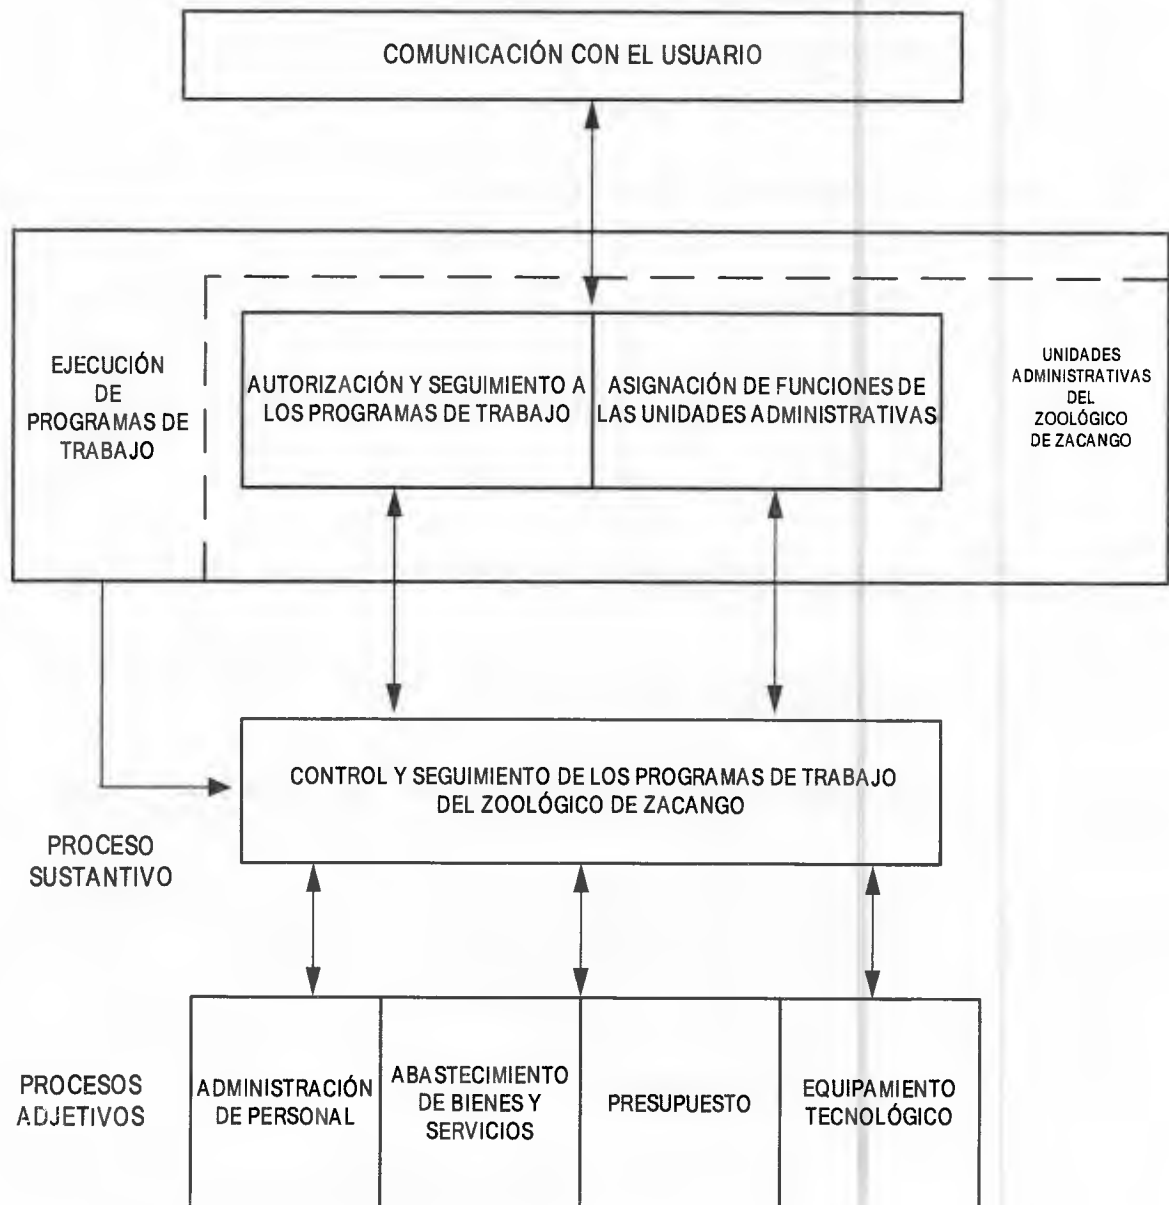 COMUNICACIÓN CON EL USUARIO
EJECUCIÓN
DE
PROGRAMAS DE
TRABAJO
AUTORIZACIÓN Y SEGUIMIENTO A
LOS PROGRAMAS DE TRABAJO
ASIGNACIÓN DE FUNCIONES DE
LAS UNIDADES ADMINISTRATIVAS
UNIDADES
ADMINISTRATIVAS
DEL
ZOOLÓGICO
DE ZACANGO
CONTROL Y SEGUIMIENTO DE LOS PROGRAMAS DE TRABAJO
DEL ZOOLÓGICO DE ZACANGO
PROCESO
SUSTANTIVO
PROCESOS
ADJETIVOS
ADMINISTRACIÓN
DE PERSONAL
ABASTECIMIENTO
DE BIENES Y
SERVICIOS
PRESUPUESTO
EQUIPAMIENTO
TECNOLÓGICO